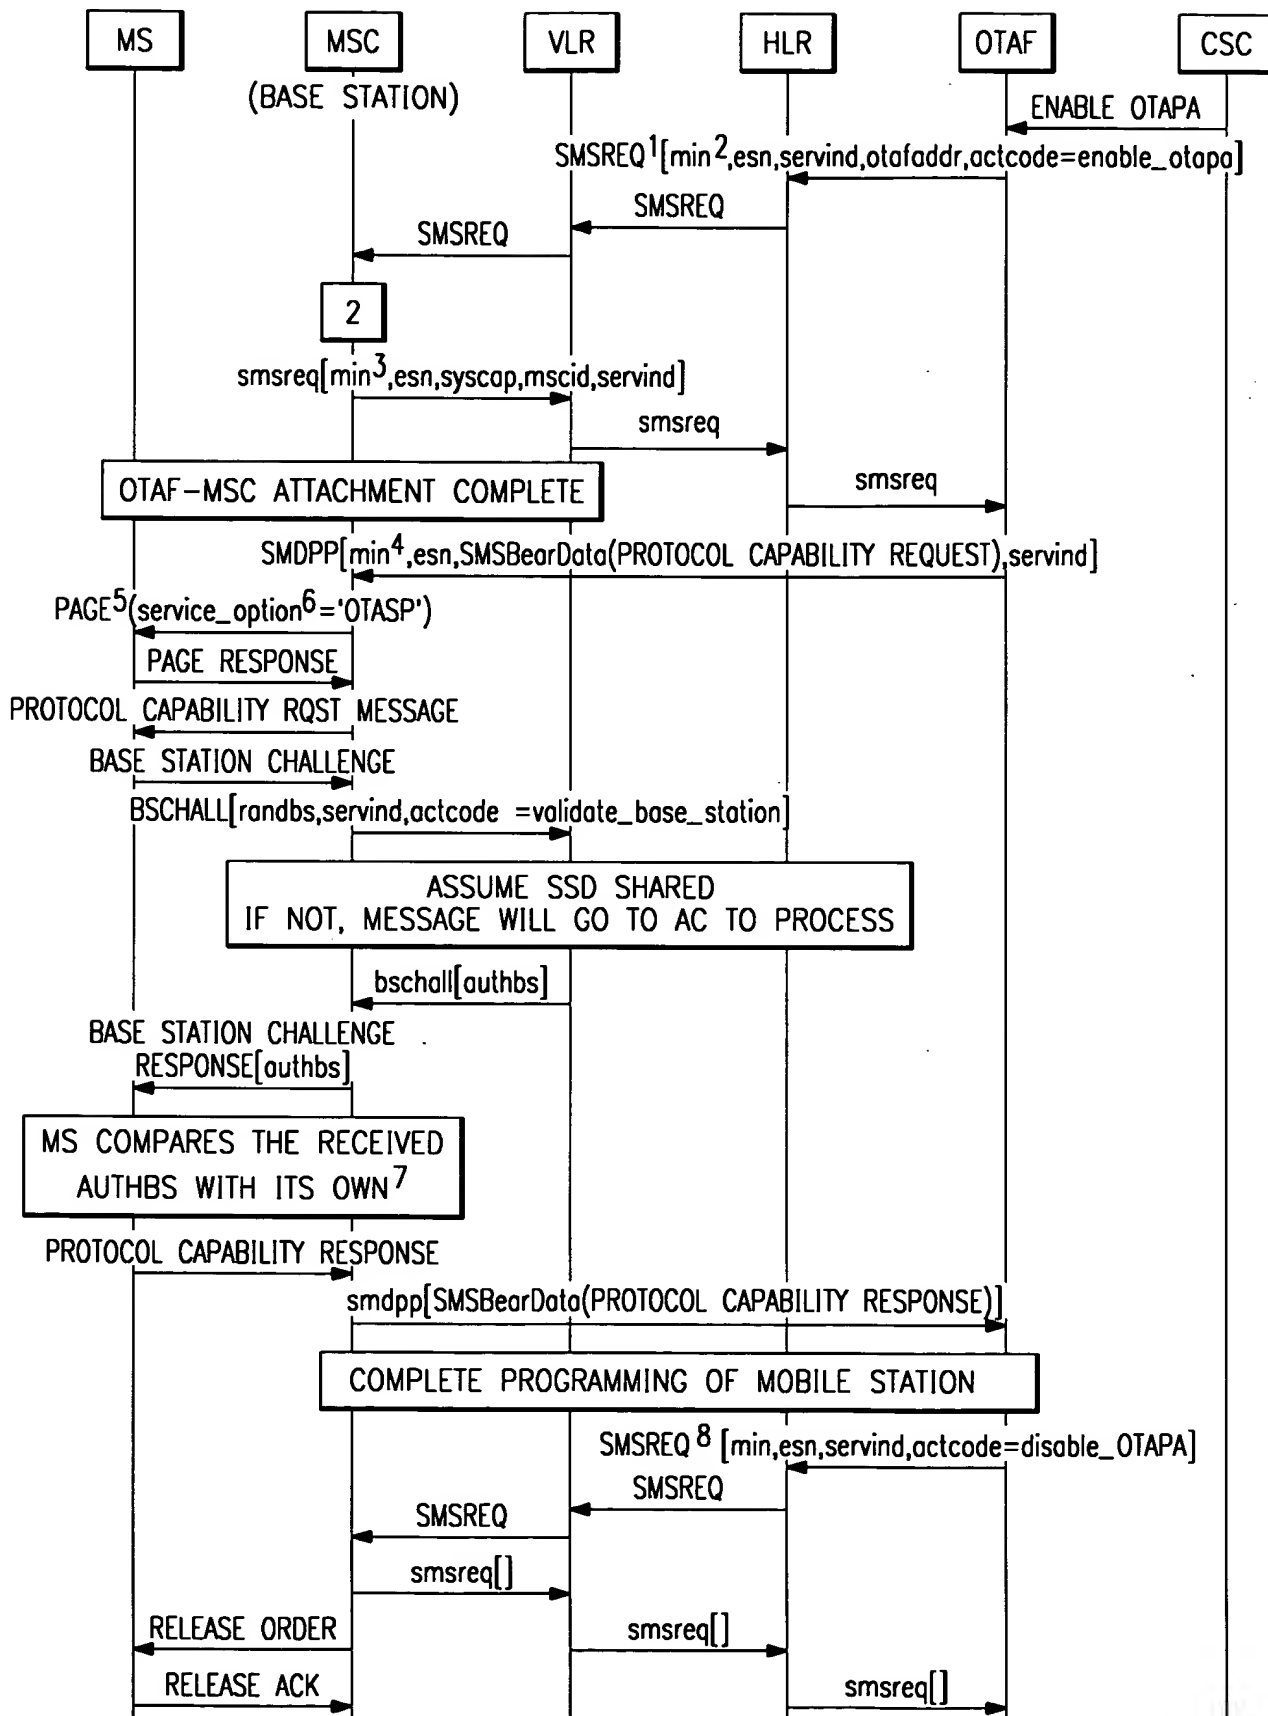 MS MSC VLR HLR OTAF CSC
(BASE STATION)
ENABLE OTAPA
SMSREQ1[min2,esn,servind,otafaddr,actcode=enable_otapa]
SMSREQ
SMSREQ
2
smsreq[min3,esn,syscap,mscid,servind]
smsreq
OTAF-MSC ATTACHMENT COMPLETE
smsreq
SMDPP[min4,esn,SMSBearData(PROTOCOL CAPABILITY REQUEST),servind]
PAGE5(service_option6='OTASP')
PAGE RESPONSE
PROTOCOL CAPABILITY RQST MESSAGE
BASE STATION CHALLENGE
BSCHALL[randbs,servind,actcode =validate_base_station]
ASSUME SSD SHARED
IF NOT, MESSAGE WILL GO TO AC TO PROCESS
bschall[authbs]
BASE STATION CHALLENGE
RESPONSE[authbs]
MS COMPARES THE RECEIVED
AUTHBS WITH ITS OWN7
PROTOCOL CAPABILITY RESPONSE
smdpp[SMSBearData(PROTOCOL CAPABILITY RESPONSE)]
COMPLETE PROGRAMMING OF MOBILE STATION
SMSREQ8 [min,esn,servind,actcode=disable_OTAPA]
SMSREQ
SMSREQ
smsreq[]
RELEASE ORDER
smsreq[]
RELEASE ACK
smsreq[]